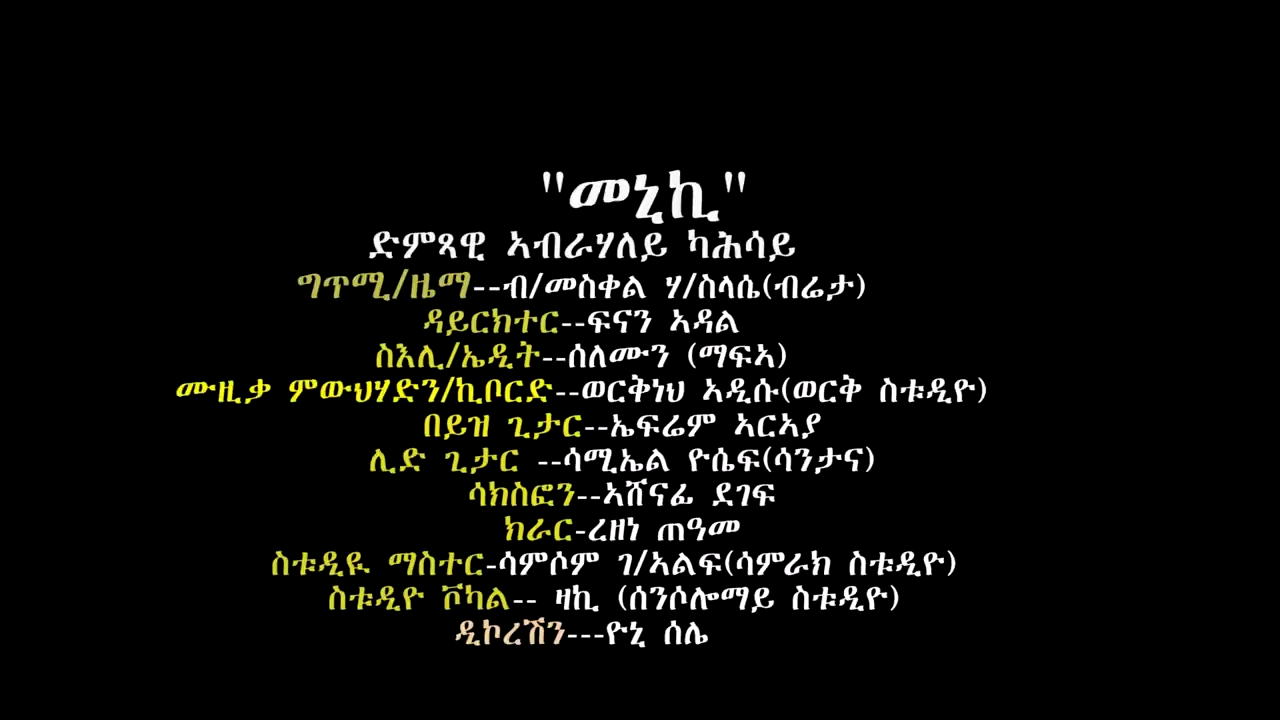 "መኒኪ"
ድምጻዊ ኣብራሃለይ ካሕሳይ
ግጥሚ/ዜማ--ብ/መስቀል ሃ/ስላሴ(ብሬታ)
ዳይርክተር--ፍናን ኣዳል
ስእሊ/ኤዲት--ሰለሙን (ማፍኣ)
ሙዚቃ ምውህሃድን/ኪቦርድ--ወርቅነህ ኣዲሱ(ወርቅ ስቱዲዮ)
በይዝ ጊታር--ኤፍሬም ኣርኣያ
ሊድ ጊታር --ሳሚኤል ዮሴፍ(ሳንታና)
ሳክስፎን--ኣሸናፊ ደገፍ
ክራር-ረዘነ ጠዓመ
ስቱዲዪ ማስተር-ሳምሶም ገ/ኣልፍ(ሳምራክ ስቱዲዮ)
ስቱዲዮ ቮካል-- ዛኪ (ሰንሶሎማይ ስቱዲዮ)
ዲኮረሽን---ዮኒ ሰሌ